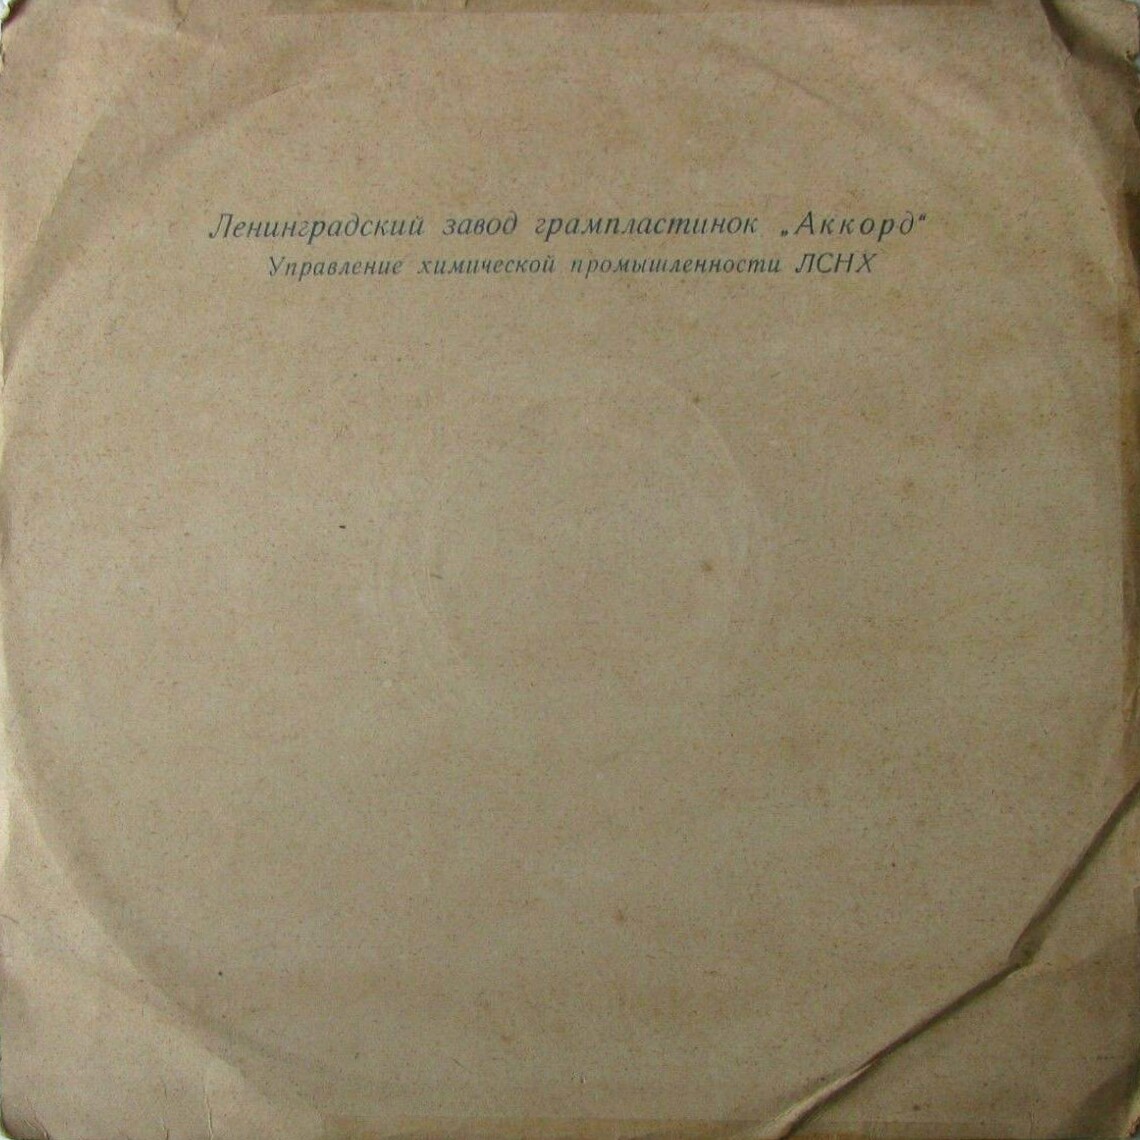 Ленинградский завод грампластинок „Аккорд“
Управление химической промышленности ЛСНХ